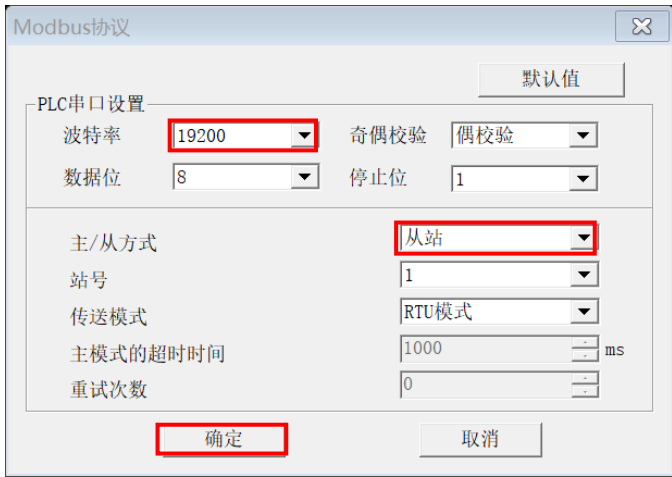 Modbus协议
默认值
PLC串口设置
波特率 19200 奇偶校验 偶校验
数据位 8 停止位 1
主/从方式 从站
站号 1
传送模式 RTU模式
主模式的超时时间 1000 ms
重试次数 0
确定 取消